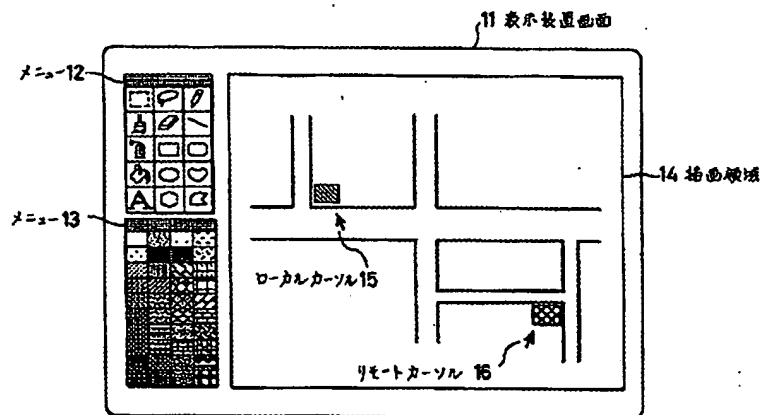 11 表示装置画面
メニュー12
14 描画領域
メニュー13
ローカルカーソル15
リモートカーソル 16